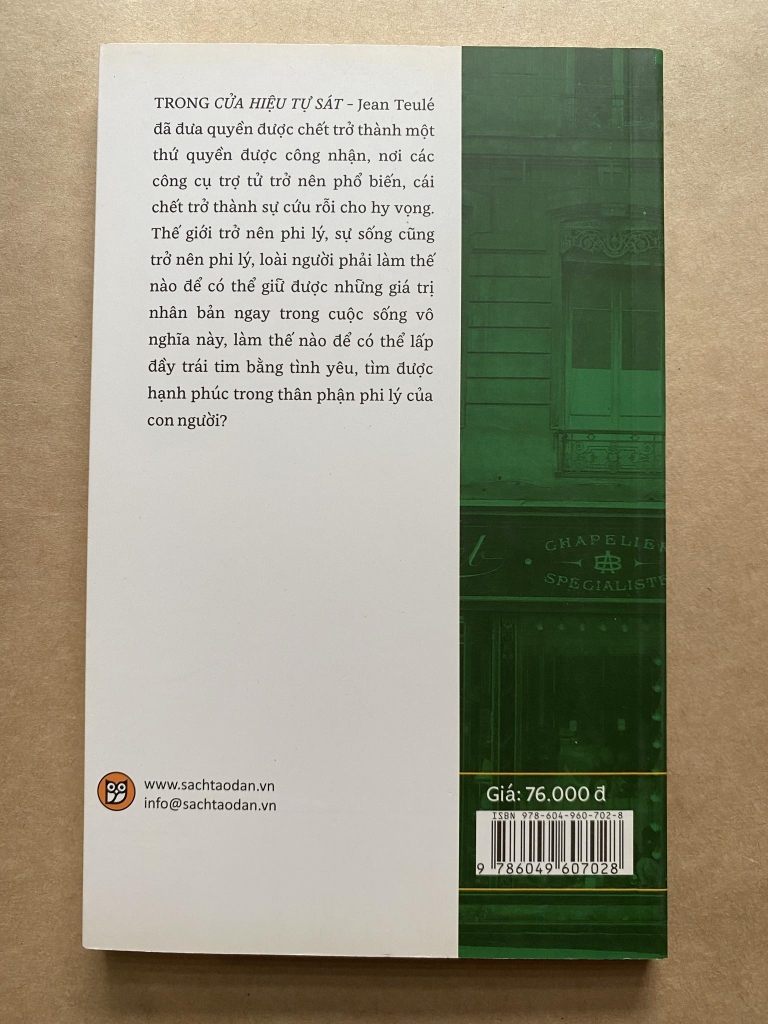 TRONG CỬA HIỆU TỰ SÁT – Jean Teulé
đã đưa quyền được chết trở thành một
thứ quyền được công nhận, nơi các
công cụ trợ tử trở nên phổ biến, cái
chết trở thành sự cứu rỗi cho hy vọng.
Thế giới trở nên phi lý, sự sống cũng
trở nên phi lý, loài người phải làm thế
nào để có thể giữ được những giá trị
nhân bản ngay trong cuộc sống vô
nghĩa này, làm thế nào để có thể lấp
đầy trái tim bằng tình yêu, tìm được
hạnh phúc trong thân phận phi lý của
con người?
CHAPELIER
SPECIALISTE
www.sachtaodan.vn
info@sachtaodan.vn
Giá: 76.000 đ
ISBN 978-604-960-702-8
9 786049 607028